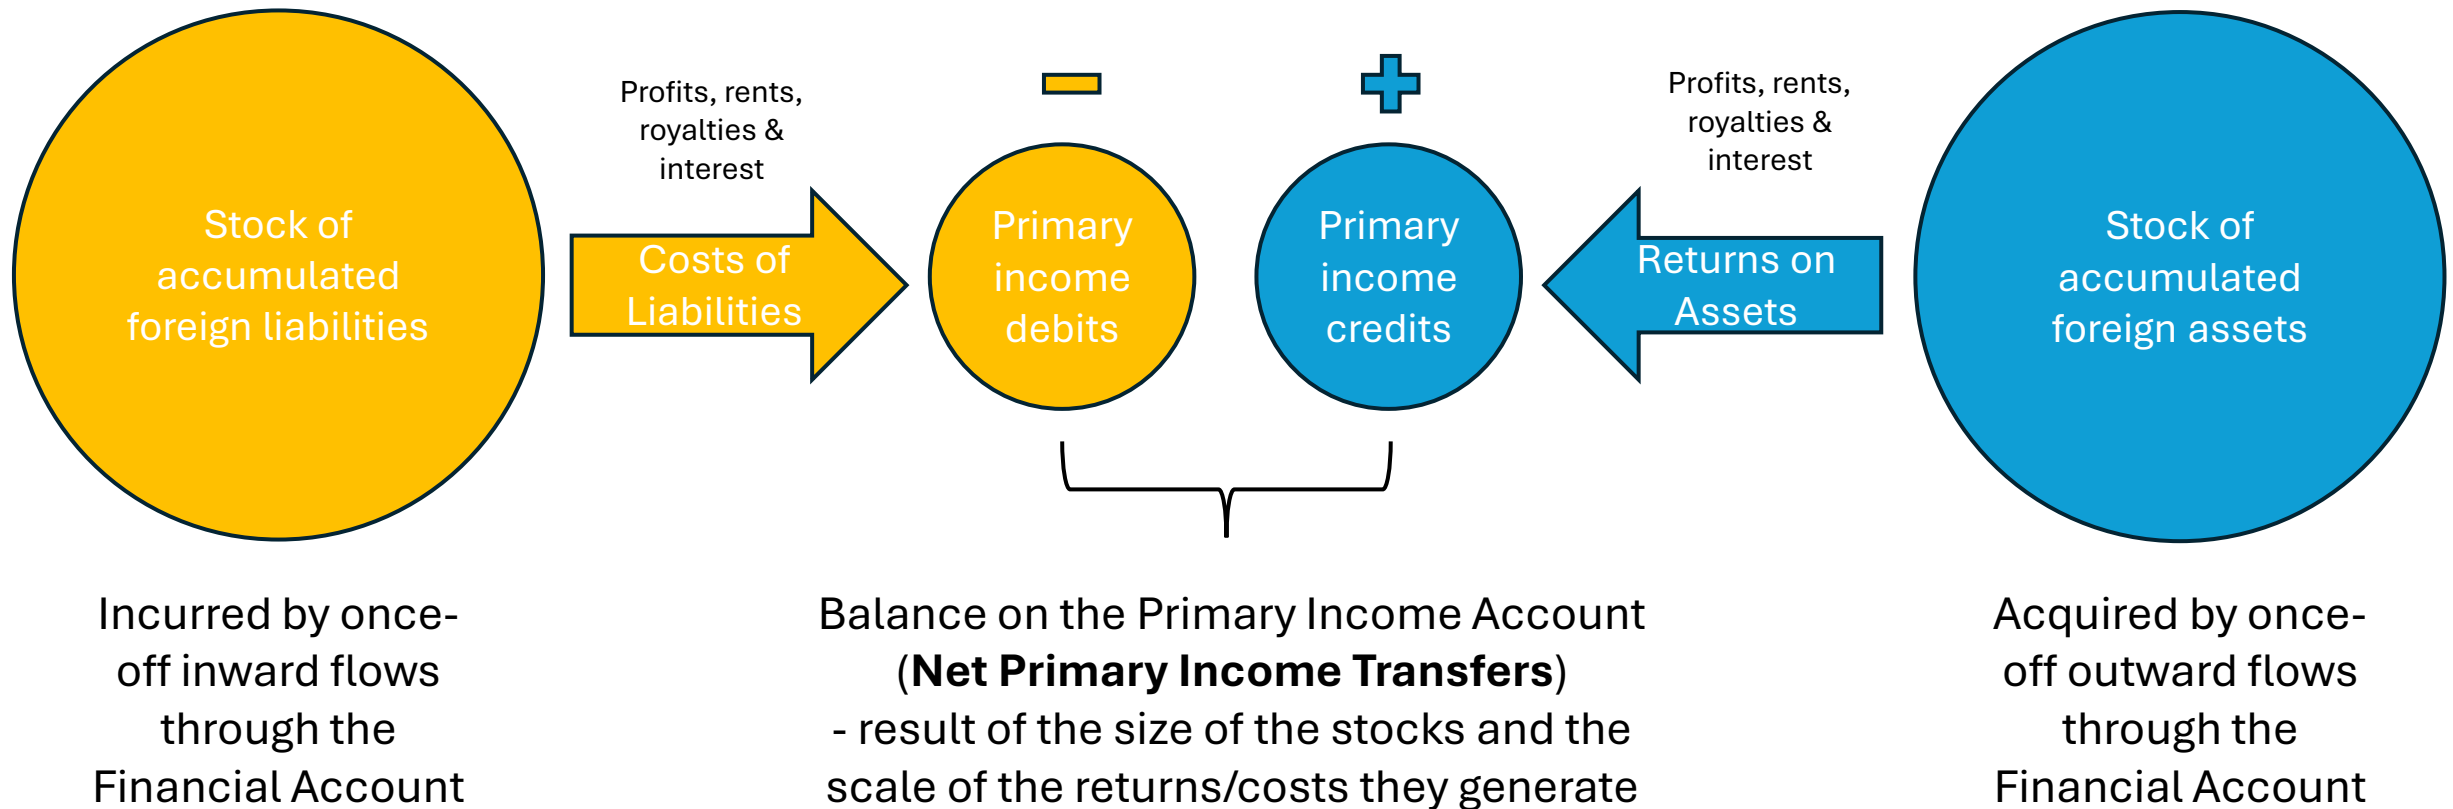 Stock of
accumulated
foreign liabilities
Profits, rents,
royalties &
interest
Costs of
Liabilities
Primary
income
debits
Primary
income
credits
Profits, rents,
royalties &
interest
Returns on
Assets
Stock of
accumulated
foreign assets
Incurred by once-
off inward flows
through the
Financial Account
Balance on the Primary Income Account
(Net Primary Income Transfers)
- result of the size of the stocks and the
scale of the returns/costs they generate
Acquired by once-
off outward flows
through the
Financial Account